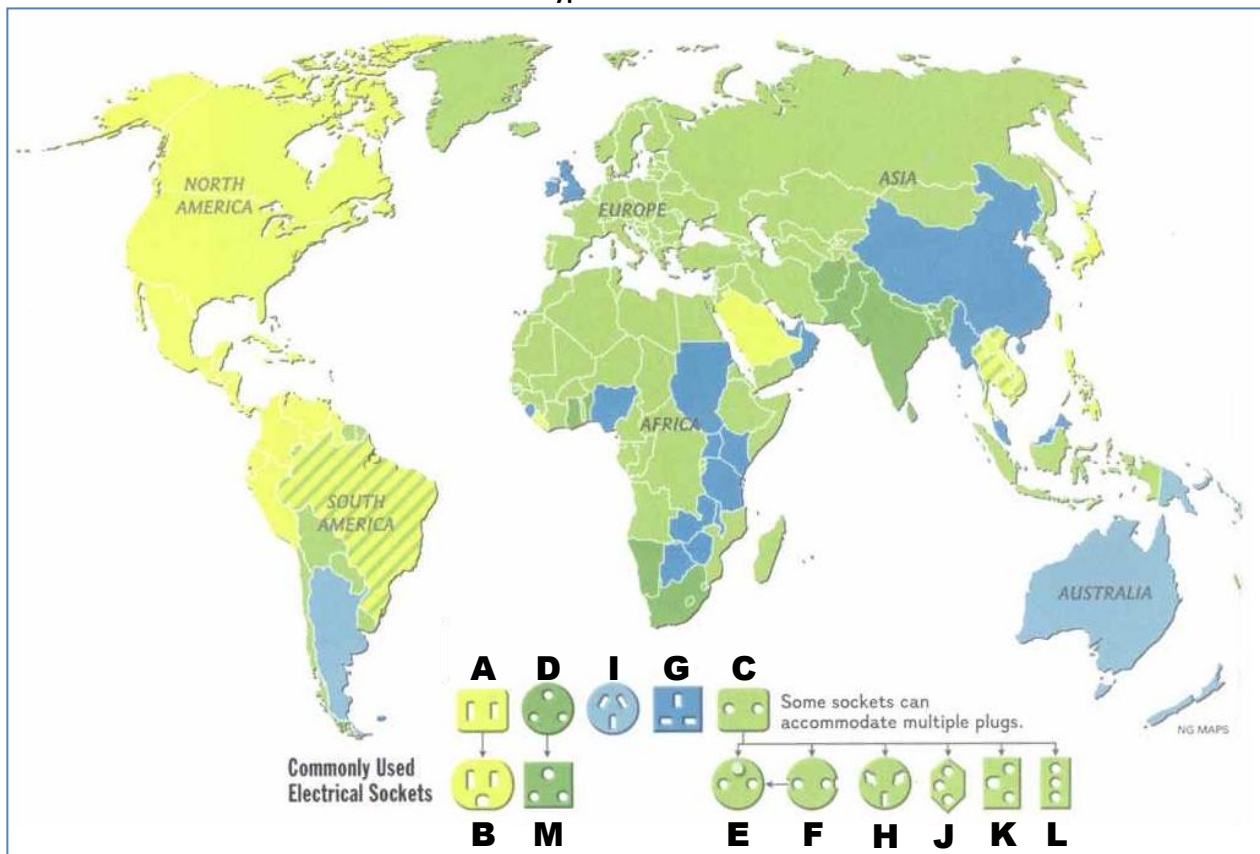 NORTH
AMERICA
EUROPE
ASIA
AFRICA
SOUTH
AMERICA
AUSTRALIA
A D I G C
Some sockets can
accommodate multiple plugs.
NG MAPS
Commonly Used
Electrical Sockets
B M E F H J K L